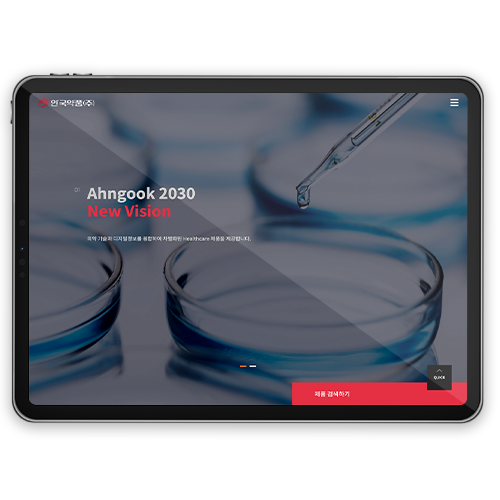 안국약품(주)
01
Ahngook 2030
New Vision
의약 기술과 디지털정보를 융합하여 차별화된 Healthcare 제품을 제공합니다.
제품 검색하기
QUICK